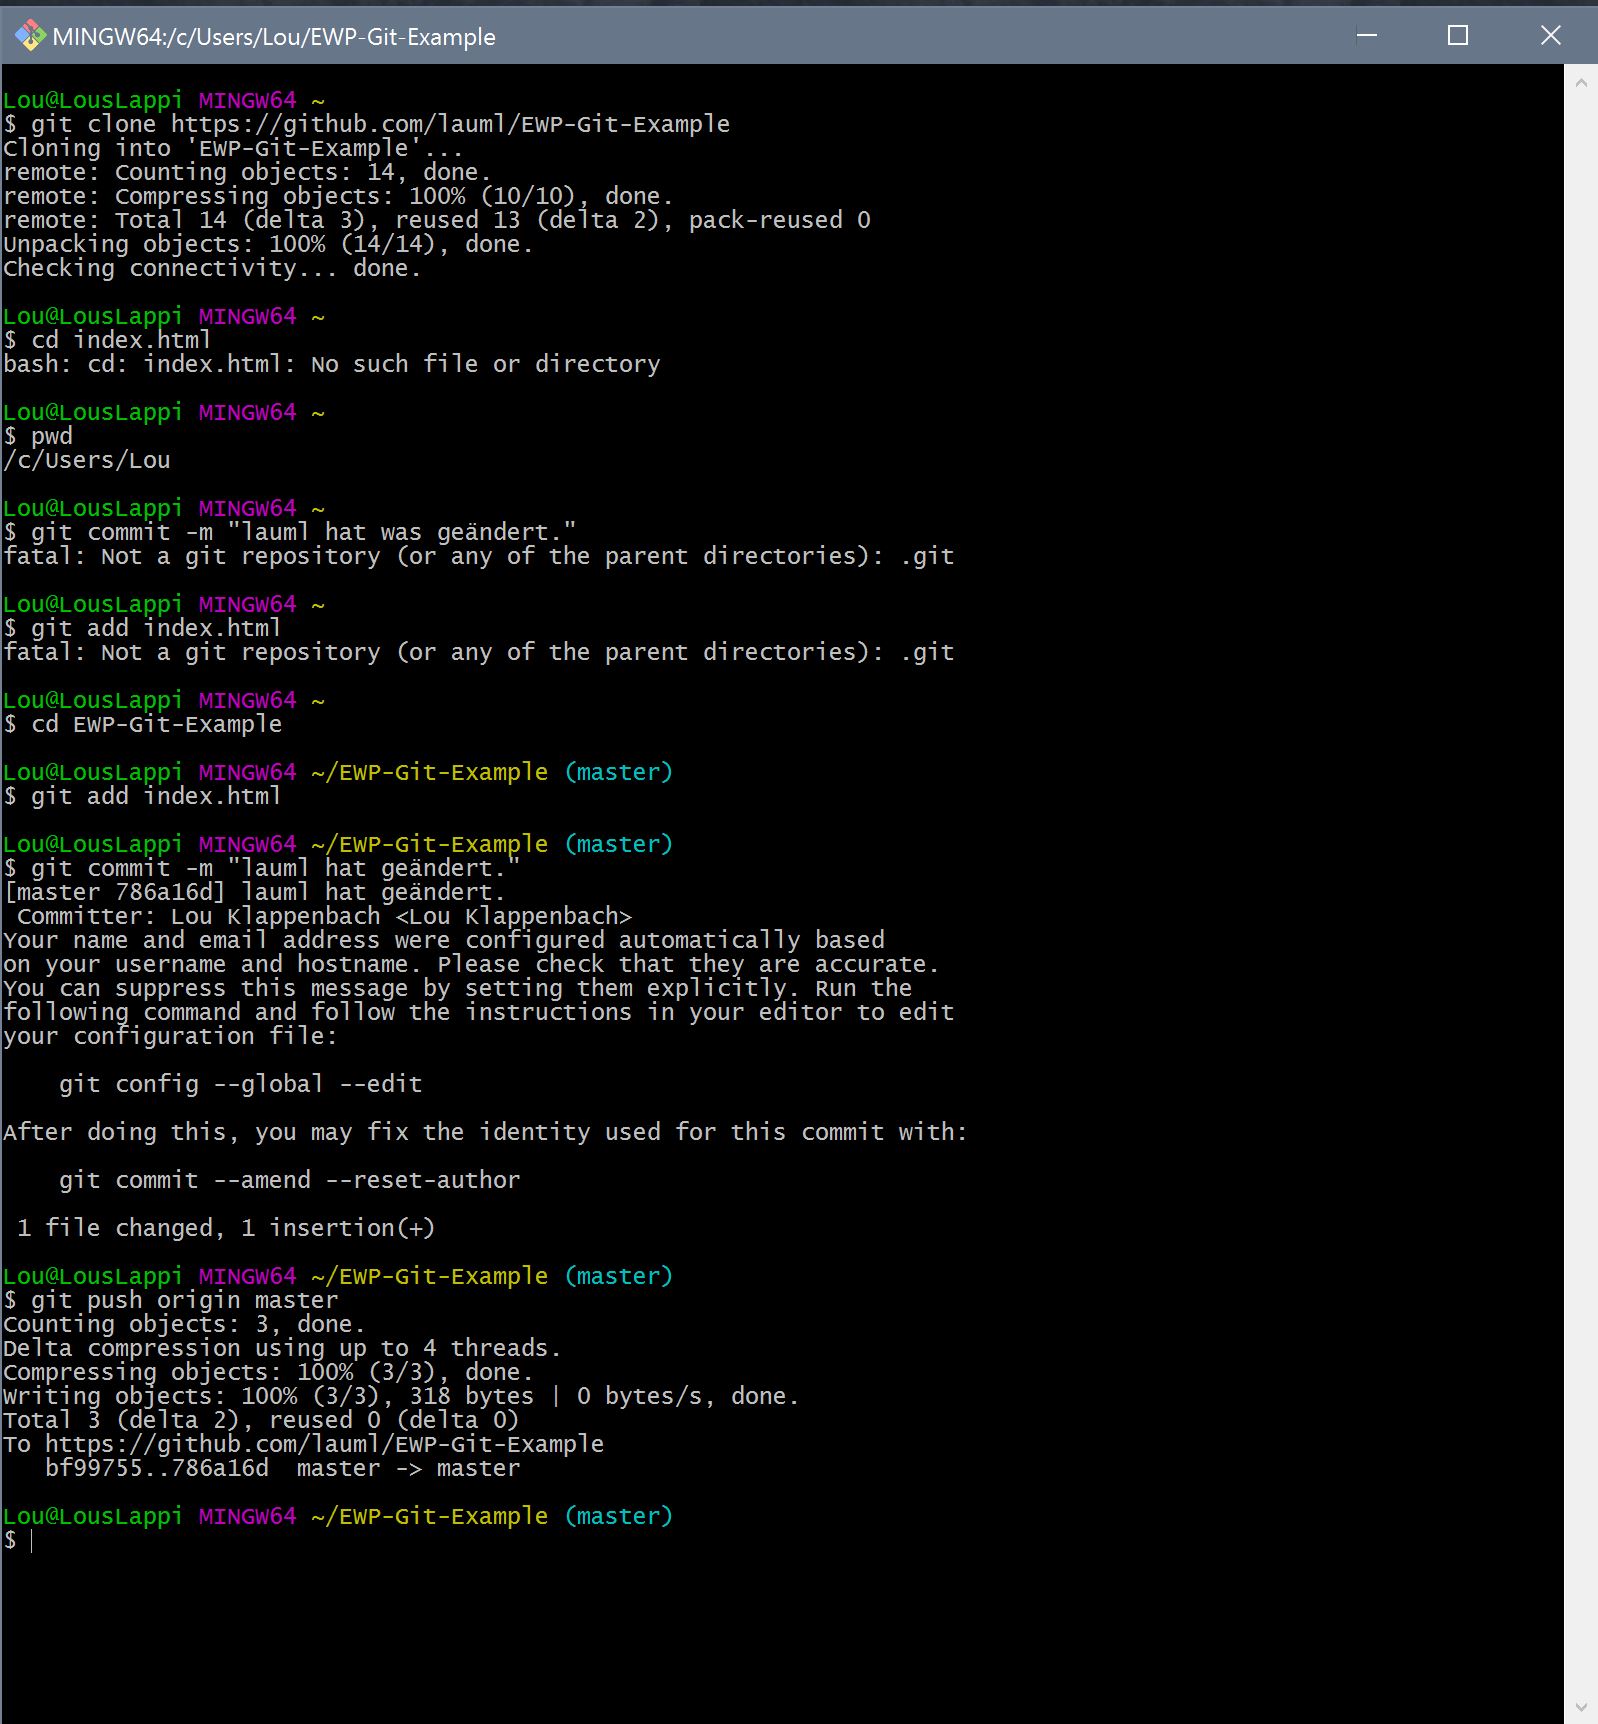 MINGW64:/c/Users/Lou/EWP-Git-Example
Lou@LousLappi MINGW64 ~
$ git clone https://github.com/lauml/EWP-Git-Example
Cloning into 'EWP-Git-Example'...
remote: Counting objects: 14, done.
remote: Compressing objects: 100% (10/10), done.
remote: Total 14 (delta 3), reused 13 (delta 2), pack-reused 0
Unpacking objects: 100% (14/14), done.
Checking connectivity... done.
Lou@LousLappi MINGW64 ~
$ cd index.html
bash: cd: index.html: No such file or directory
Lou@LousLappi MINGW64 ~
$ pwd
/c/Users/Lou
Lou@LousLappi MINGW64 ~
$ git commit -m "lauml hat was geändert."
fatal: Not a git repository (or any of the parent directories): .git
Lou@LousLappi MINGW64 ~
$ git add index.html
fatal: Not a git repository (or any of the parent directories): .git
Lou@LousLappi MINGW64 ~
$ cd EWP-Git-Example
Lou@LousLappi MINGW64 ~/EWP-Git-Example (master)
$ git add index.html
Lou@LousLappi MINGW64 ~/EWP-Git-Example (master)
$ git commit -m "lauml hat geändert."
[master 786a16d] lauml hat geändert.
Committer: Lou Klappenbach <Lou Klappenbach>
Your name and email address were configured automatically based
on your username and hostname. Please check that they are accurate.
You can suppress this message by setting them explicitly. Run the
following command and follow the instructions in your editor to edit
your configuration file:
git config --global --edit
After doing this, you may fix the identity used for this commit with:
git commit --amend --reset-author
1 file changed, 1 insertion(+)
Lou@LousLappi MINGW64 ~/EWP-Git-Example (master)
$ git push origin master
Counting objects: 3, done.
Delta compression using up to 4 threads.
Compressing objects: 100% (3/3), done.
Writing objects: 100% (3/3), 318 bytes | 0 bytes/s, done.
Total 3 (delta 2), reused 0 (delta 0)
To https://github.com/lauml/EWP-Git-Example
bf99755..786a16d  master -> master
Lou@LousLappi MINGW64 ~/EWP-Git-Example (master)
$